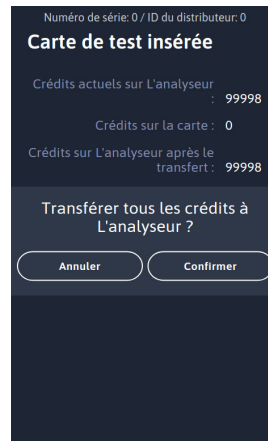 Numéro de série: 0 / ID du distributeur: 0
Carte de test insérée
Crédits actuels sur L'analyseur
: 99998
Crédits sur la carte : 0
Crédits sur L'analyseur après le
transfert : 99998
Transférer tous les crédits à
L'analyseur ?
Annuler Confirmer